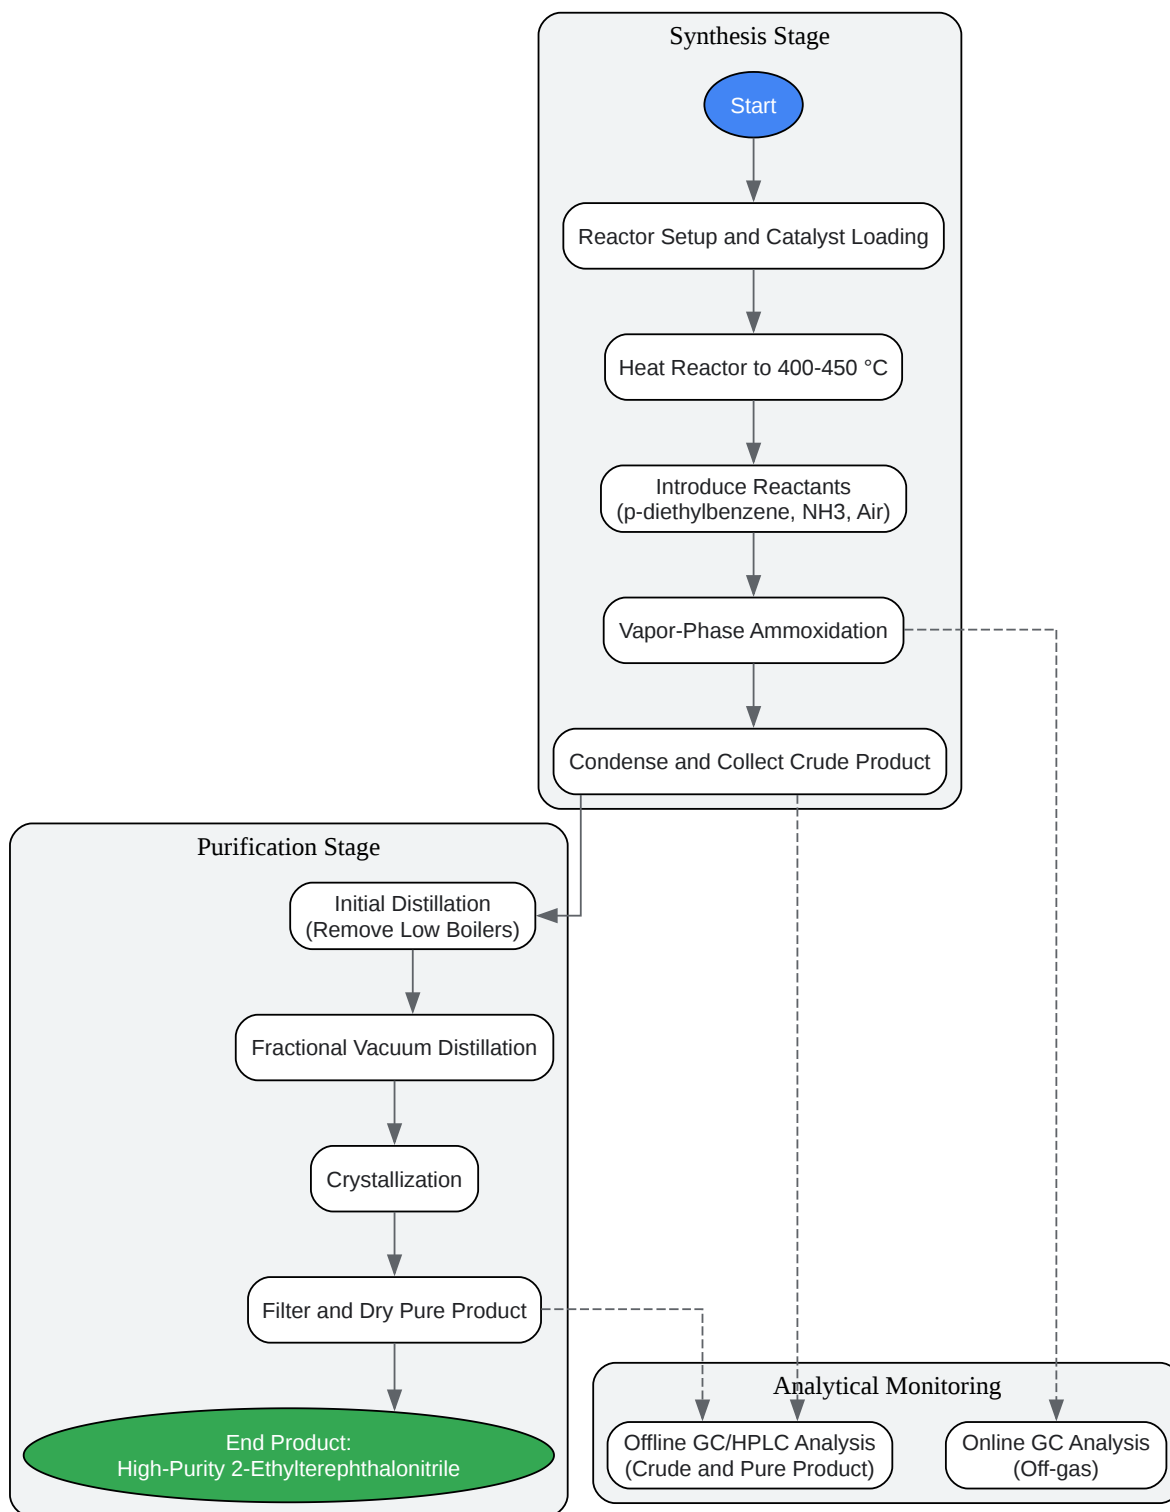 Synthesis Stage
Start
Reactor Setup and Catalyst Loading
Heat Reactor to 400-450 °C
Introduce Reactants
(p-diethylbenzene, NH3, Air)
Vapor-Phase Ammoxidation
Condense and Collect Crude Product
Purification Stage
Initial Distillation
(Remove Low Boilers)
Fractional Vacuum Distillation
Crystallization
Filter and Dry Pure Product
End Product:
High-Purity 2-Ethylterephthalonitrile
Analytical Monitoring
Offline GC/HPLC Analysis
(Crude and Pure Product)
Online GC Analysis
(Off-gas)